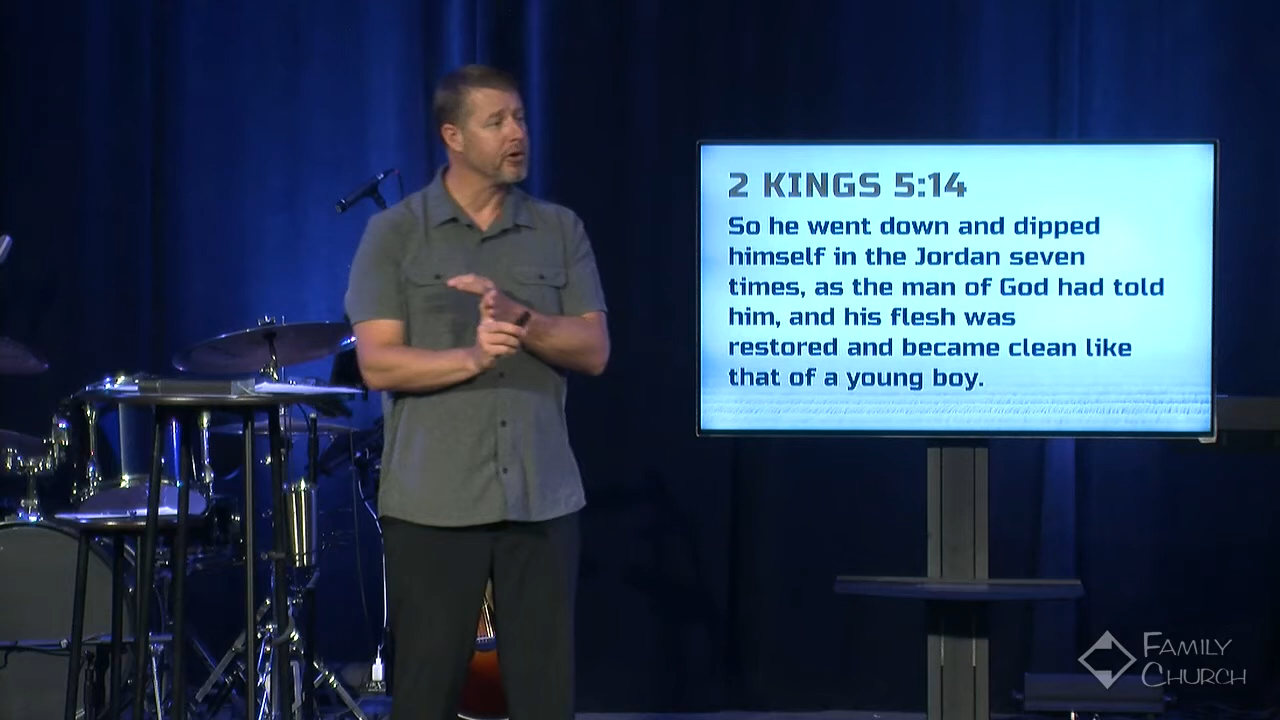 2 KINGS 5:14
So he went down and dipped
himself in the Jordan seven
times, as the man of God had told
him, and his flesh was
restored and became clean like
that of a young boy.
FAMILY
CHURCH